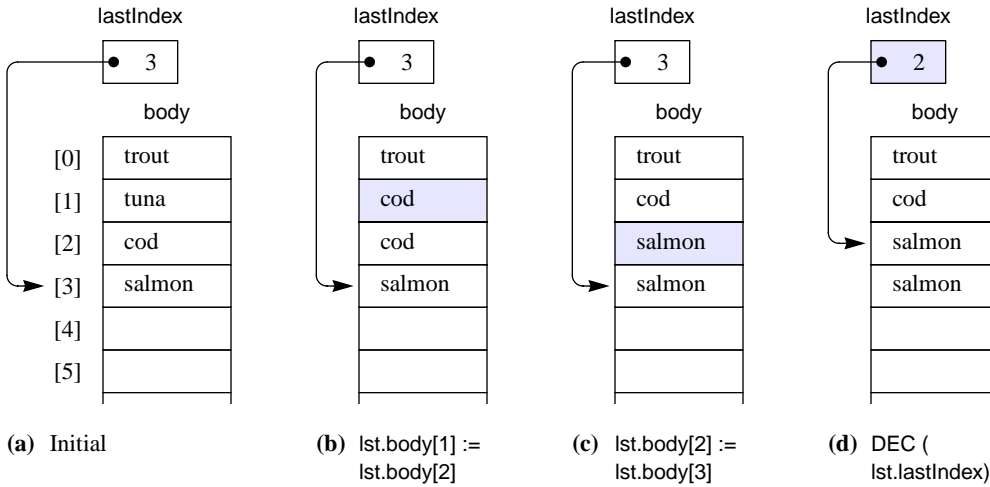 lastIndex lastIndex lastIndex lastIndex
3 3 3 2
body body body body
[0] trout trout trout trout
[1] tuna cod cod cod
[2] cod cod salmon salmon
[3] salmon salmon salmon salmon
[4]
[5]
(a) Initial (b) lst.body[1] := (c) lst.body[2] := (d) DEC (
lst.body[2] lst.body[3] lst.lastIndex)